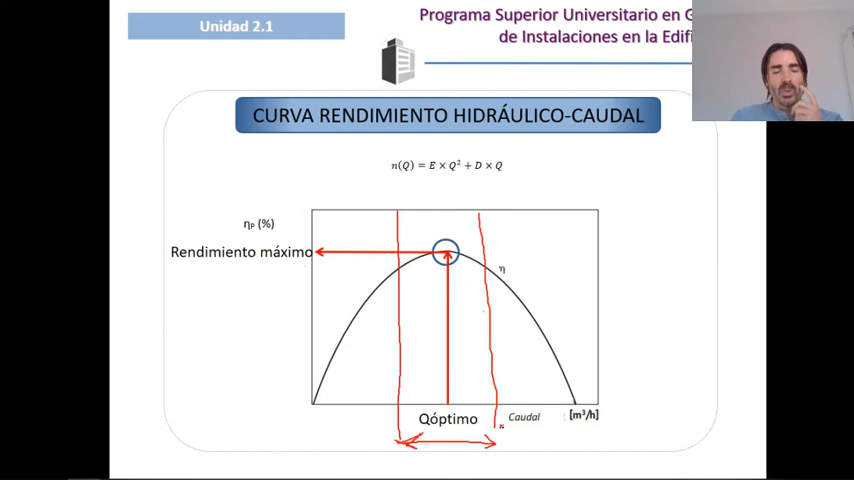 Unidad 2.1
Programa Superior Universitario en G
de Instalaciones en la Edifi
CURVA RENDIMIENTO HIDRÁULICO-CAUDAL
n(Q) = E × Q² + D × Q
ηₚ (%)
Rendimiento máximo
η
Qóptimo
Caudal
[m³/h]